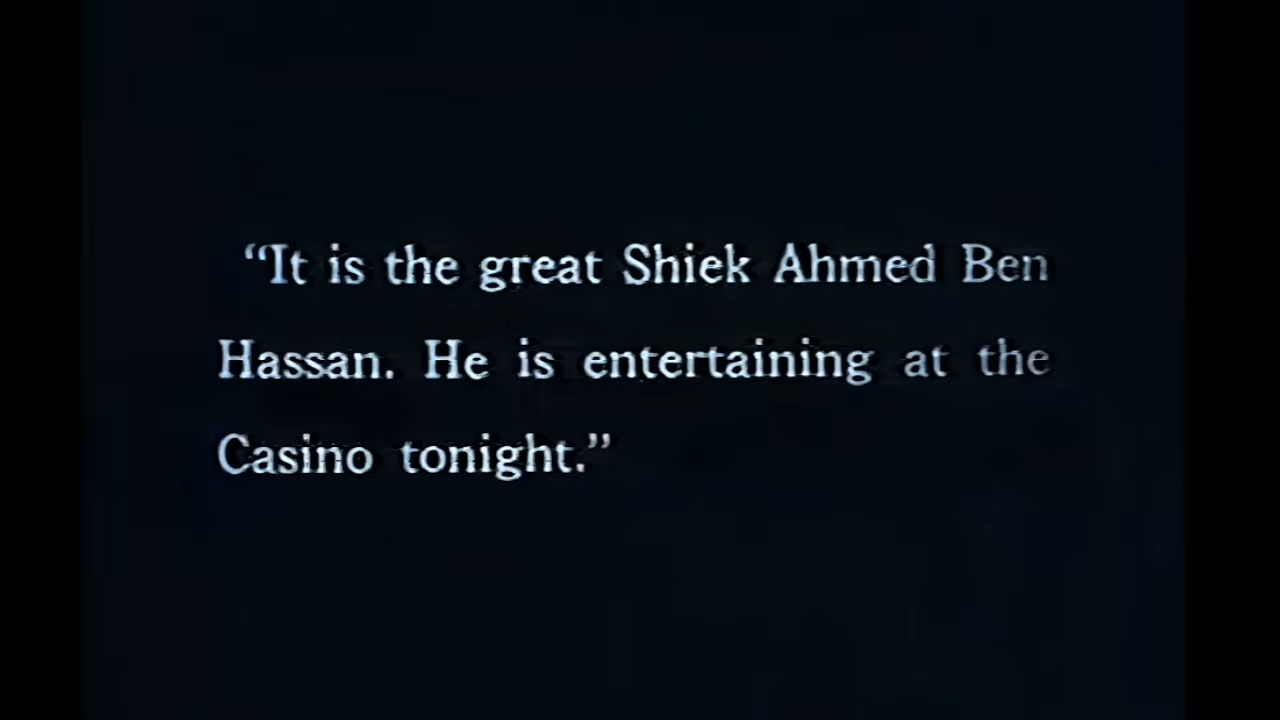 “It is the great Shiek Ahmed Ben
Hassan. He is entertaining at the
Casino tonight.”